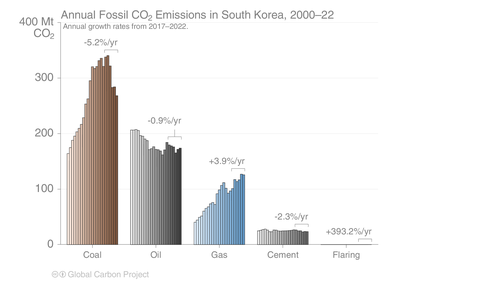 Annual Fossil CO₂ Emissions in South Korea, 2000–22
Annual growth rates from 2017–2022.
400 Mt
CO₂
300
200
100
0
-5.2%/yr
-0.9%/yr
+3.9%/yr
-2.3%/yr
+393.2%/yr
Coal
Oil
Gas
Cement
Flaring
Global Carbon Project